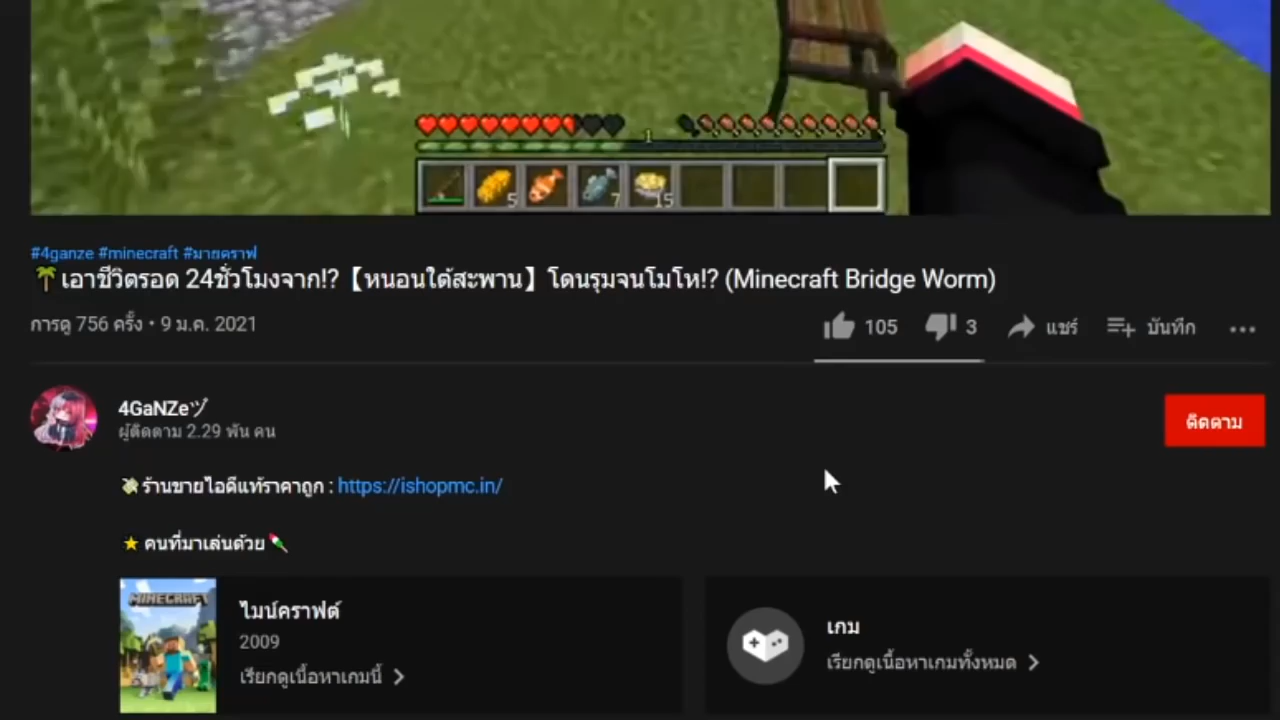 1
5
7
15
#4ganze #minecraft #มายคราฟ
🌴เอาชีวิตรอด 24ชั่วโมงจาก!?【หนอนใต้สะพาน】โดนรุมจนโมโห!? (Minecraft Bridge Worm)
การดู 756 ครั้ง • 9 ม.ค. 2021
105
3
แชร์
บันทึก
4GaNZeヅ
ผู้ติดตาม 2.29 พัน คน
ติดตาม
💸ร้านขายไอดีแท้ราคาถูก : https://ishopmc.in/
⭐ คนที่มาเล่นด้วย
MINECRAFT
ไมน์คราฟต์
2009
เรียกดูเนื้อหาเกมนี้
เกม
เรียกดูเนื้อหาเกมทั้งหมด